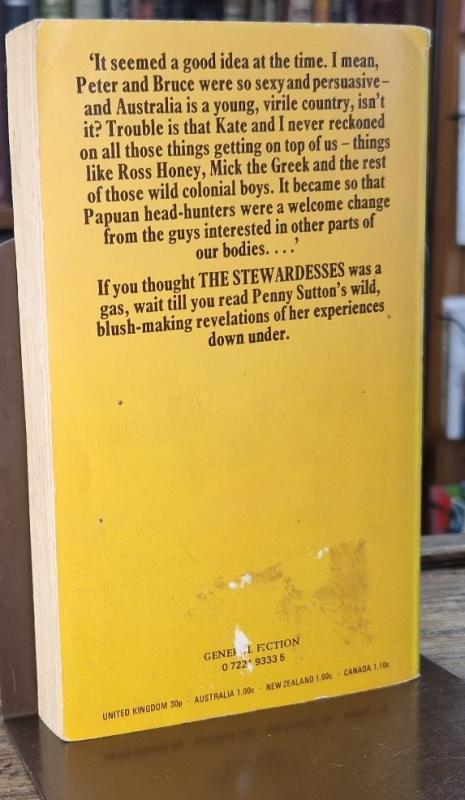 ‘It seemed a good idea at the time. I mean,
Peter and Bruce were so sexy and persuasive –
and Australia is a young, virile country, isn’t
it? Trouble is that Kate and I never reckoned
on all those things getting on top of us – things
like Ross Honey, Mick the Greek and the rest
of those wild colonial boys. It became so that
Papuan head-hunters were a welcome change
from the guys interested in other parts of
our bodies. . . .’
If you thought THE STEWARDESSES was a
gas, wait till you read Penny Sutton’s wild,
blush-making revelations of her experiences
down under.
FICTION
0 7221 9333 5
UNITED KINGDOM 30p · AUSTRALIA 1.00c · NEW ZEALAND 1.00c · CANADA 1.10c